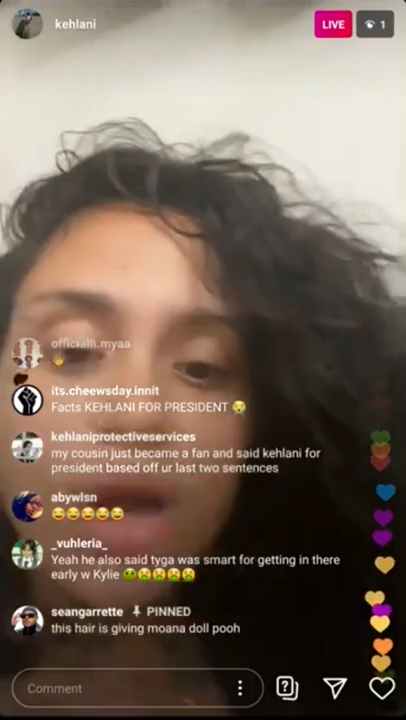 kehlani
LIVE
1
officialli.myaa
its.cheewsday.innit
Facts KEHLANI FOR PRESIDENT 😭
kehlaniprotectiveservices
my cousin just became a fan and said kehlani for
president based off ur last two sentences
abywlsn
😂😂😂😂😂
_vuhleria_
Yeah he also said tyga was smart for getting in there
early w Kylie 🤢🤮🤮🤮🤮
seangarrette PINNED
this hair is giving moana doll pooh
Comment